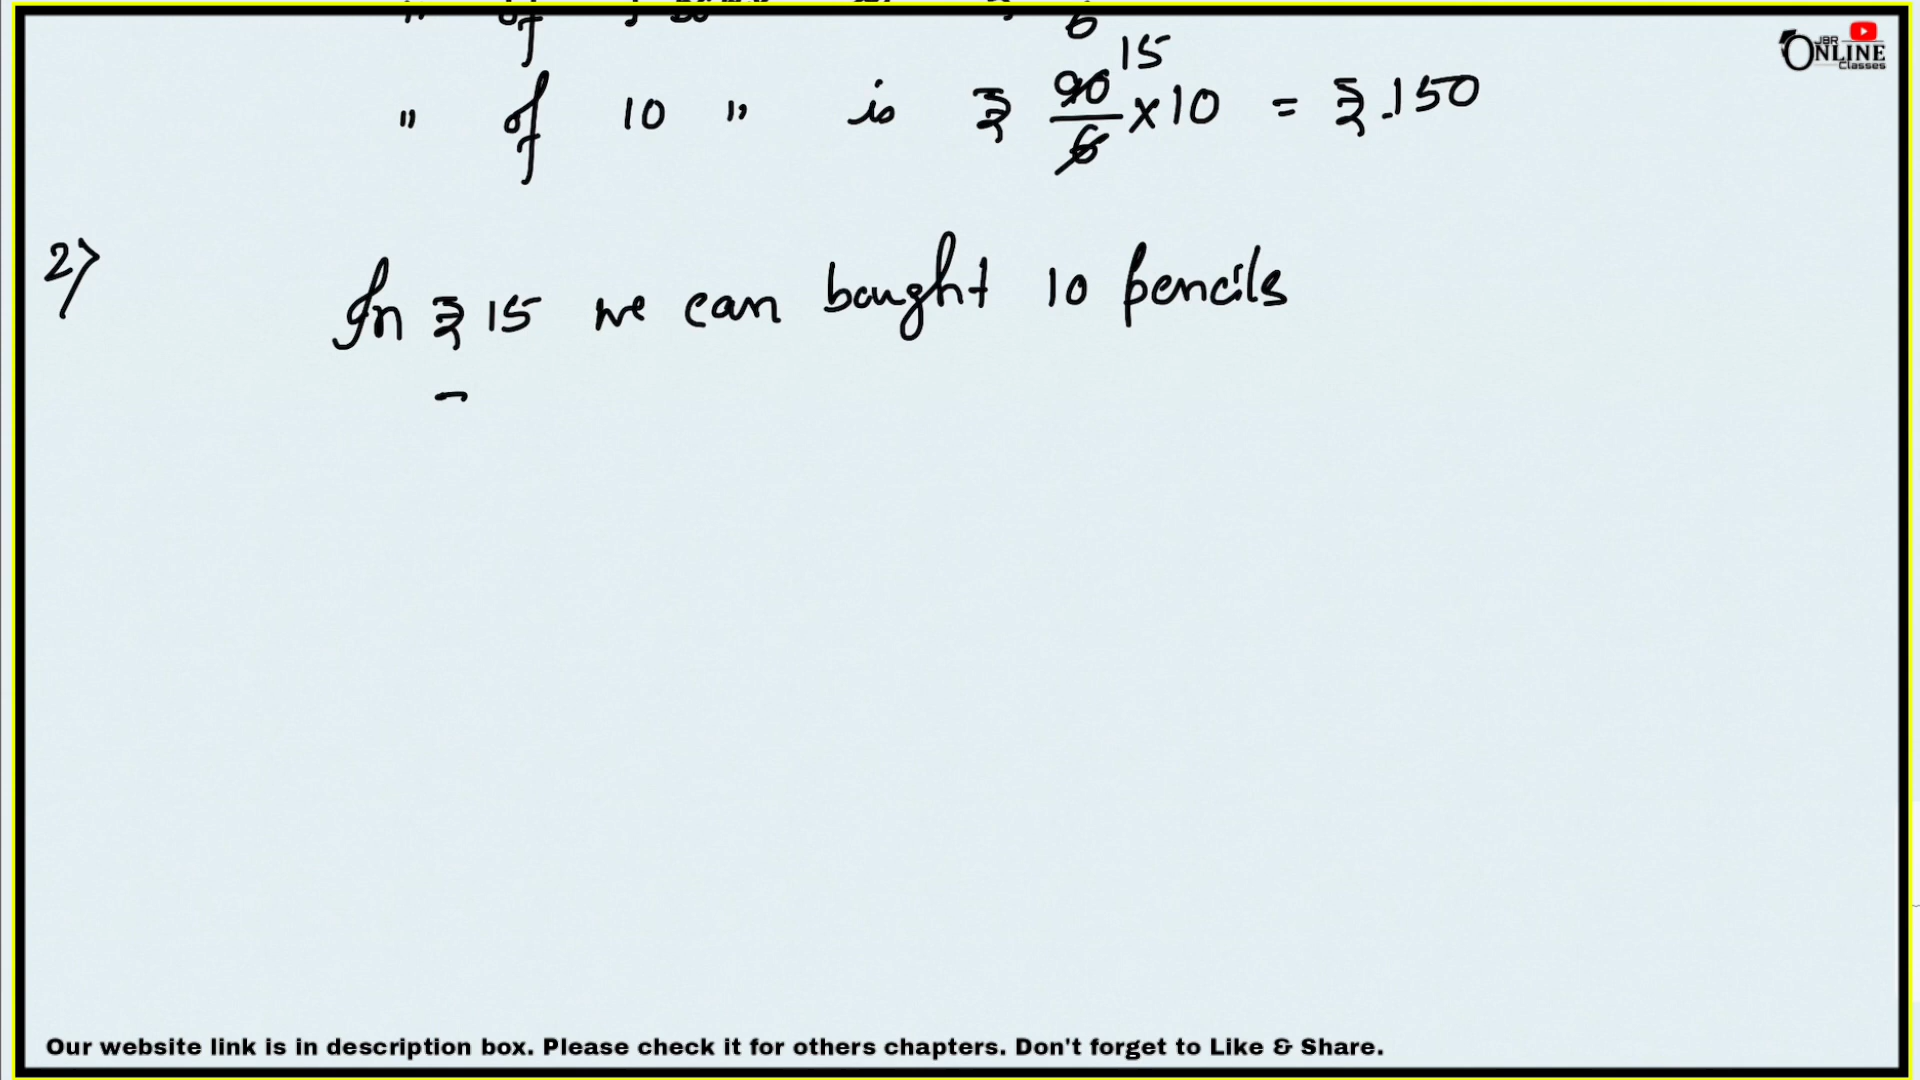 JBR
ONLINE
Classes
" of 10 " is ₹ 90/6 15 ×10 = ₹.150
2) In ₹ 15 we can bought 10 pencils
Our website link is in description box. Please check it for others chapters. Don't forget to Like & Share.